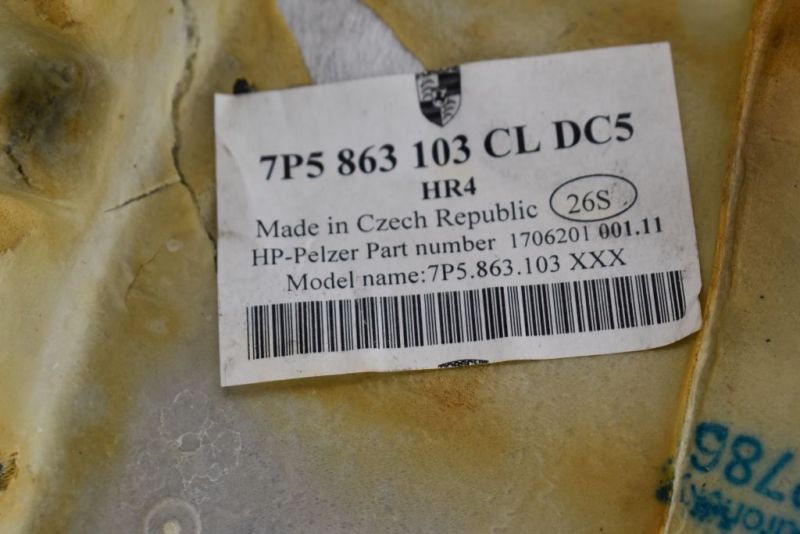 7P5 863 103 CL DC5
HR4
Made in Czech Republic 26S
HP-Pelzer Part number 1706201 001.11
Model name:7P5.863.103 XXX